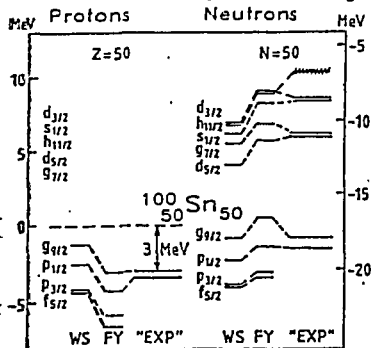 Protons Neutrons
MeV MeV
Z=50 N=50
10
5
0
-5
-5
-10
-15
-20
d3/2
s1/2
h11/2
d5/2
g7/2
g9/2
p1/2
p3/2
f5/2
d3/2
h11/2
s1/2
g7/2
d5/2
g9/2
p1/2
p3/2
f5/2
100
50 Sn 50
3 MeV
WS FY "EXP" WS FY "EXP"